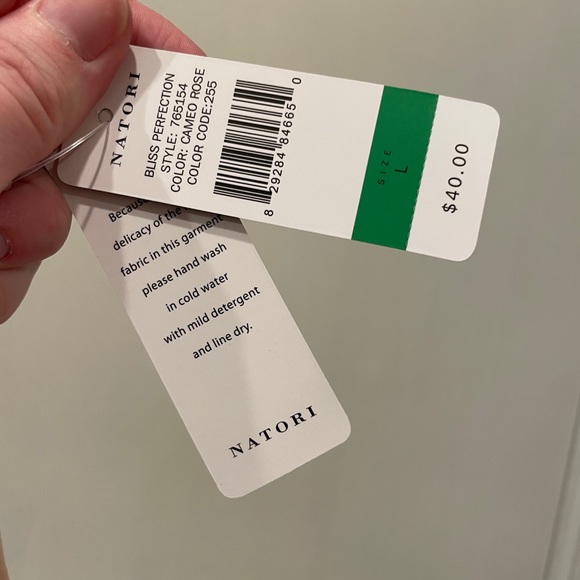 NATORI
BLISS PERFECTION
STYLE: 765154
COLOR: CAMEO ROSE
COLOR CODE:255
8 29284 84665 0
SIZE
L
$40.00
Because
delicacy of the
fabric in this garment
please hand wash
in cold water
with mild detergent
and line dry.
NATORI